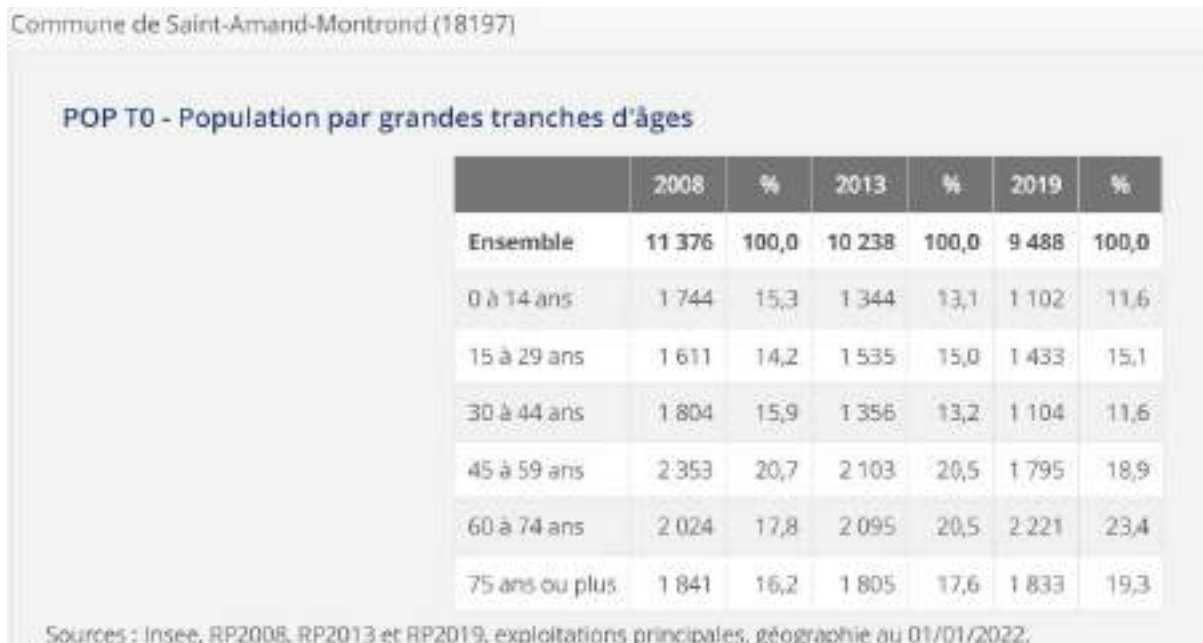 Commune de Saint-Amand-Montrond (18197)
POP T0 - Population par grandes tranches d'âges
2008 % 2013 % 2019 %
Ensemble 11 376 100,0 10 238 100,0 9 488 100,0
0 à 14 ans 1 744 15,3 1 344 13,1 1 102 11,6
15 à 29 ans 1 611 14,2 1 535 15,0 1 433 15,1
30 à 44 ans 1 804 15,9 1 356 13,2 1 104 11,6
45 à 59 ans 2 353 20,7 2 103 20,5 1 795 18,9
60 à 74 ans 2 024 17,8 2 095 20,5 2 221 23,4
75 ans ou plus 1 841 16,2 1 805 17,6 1 833 19,3
Sources : Insee, RP2008, RP2013 et RP2019, exploitations principales, géographie au 01/01/2022.